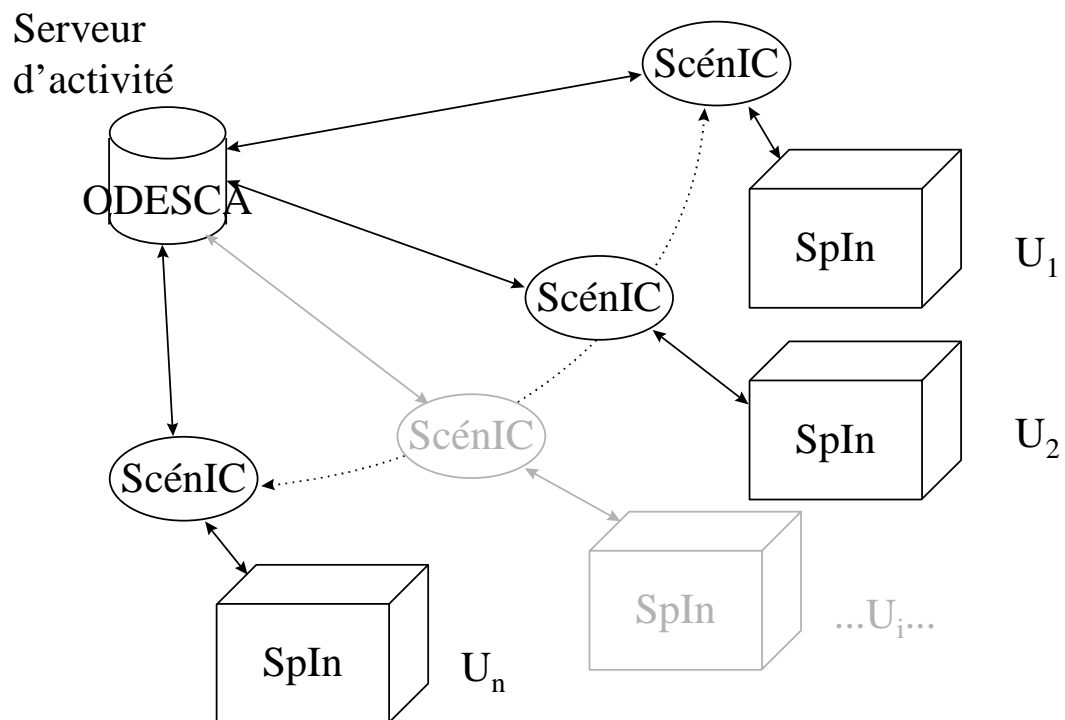 Serveur
d’activité
ScénIC
ODESCA
SpIn
U1
ScénIC
SpIn
U2
ScénIC
ScénIC
SpIn
...Ui...
SpIn
Un